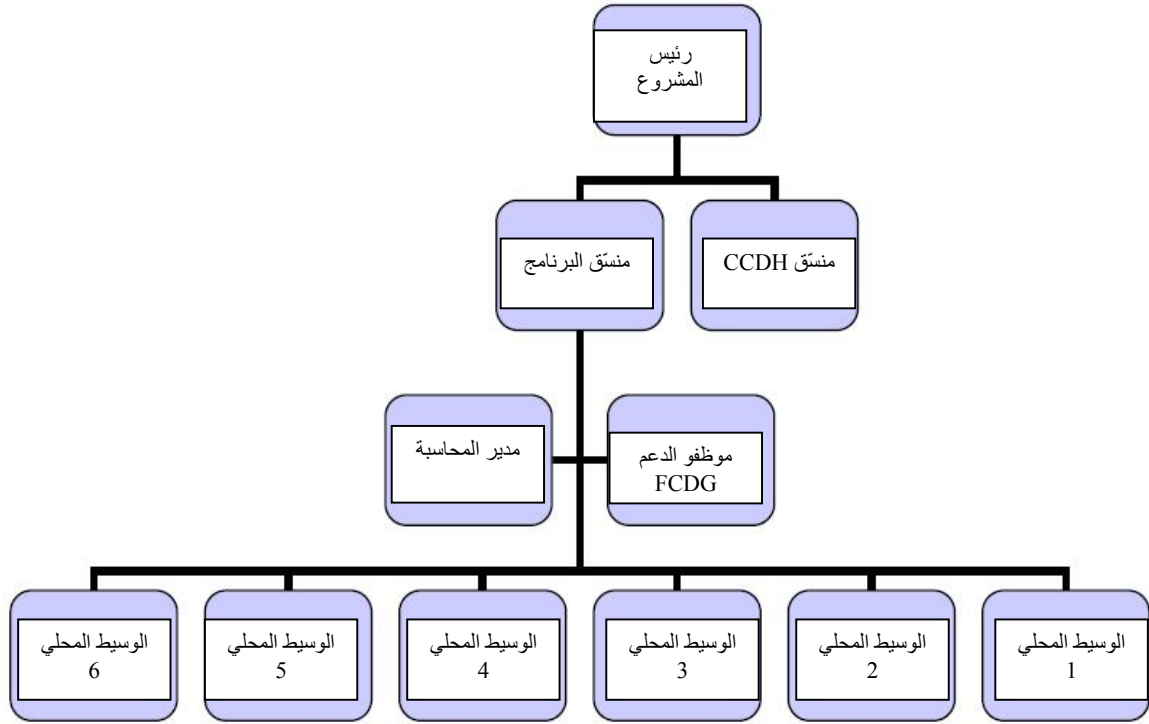 رئيس
المشروع
منسّق CCDH
منسّق البرنامج
موظفو الدعم
FCDG
مدير المحاسبة
الوسيط المحلي
1
الوسيط المحلي
2
الوسيط المحلي
3
الوسيط المحلي
4
الوسيط المحلي
5
الوسيط المحلي
6